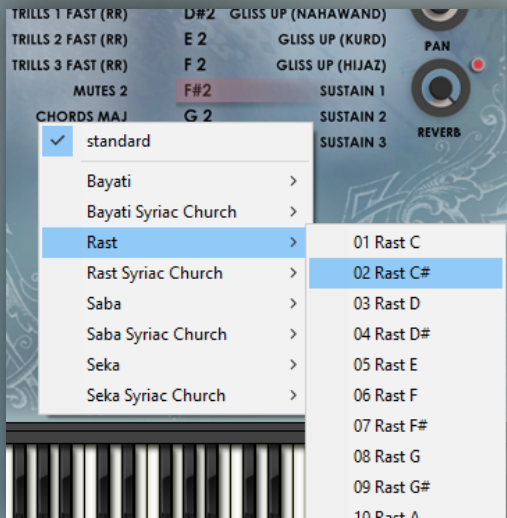 TRILLS 1 FAST (RR) D#2 GLISS UP (NAHAWAND)
TRILLS 2 FAST (RR) E 2 GLISS UP (KURD) PAN
TRILLS 3 FAST (RR) F 2 GLISS UP (HIJAZ)
MUTES 2 F#2 SUSTAIN 1
CHORDS MAJ G 2 SUSTAIN 2 REVERB
SUSTAIN 3
standard
Bayati
Bayati Syriac Church
Rast
Rast Syriac Church
Saba
Saba Syriac Church
Seka
Seka Syriac Church
01 Rast C
02 Rast C#
03 Rast D
04 Rast D#
05 Rast E
06 Rast F
07 Rast F#
08 Rast G
09 Rast G#
10 Rast A